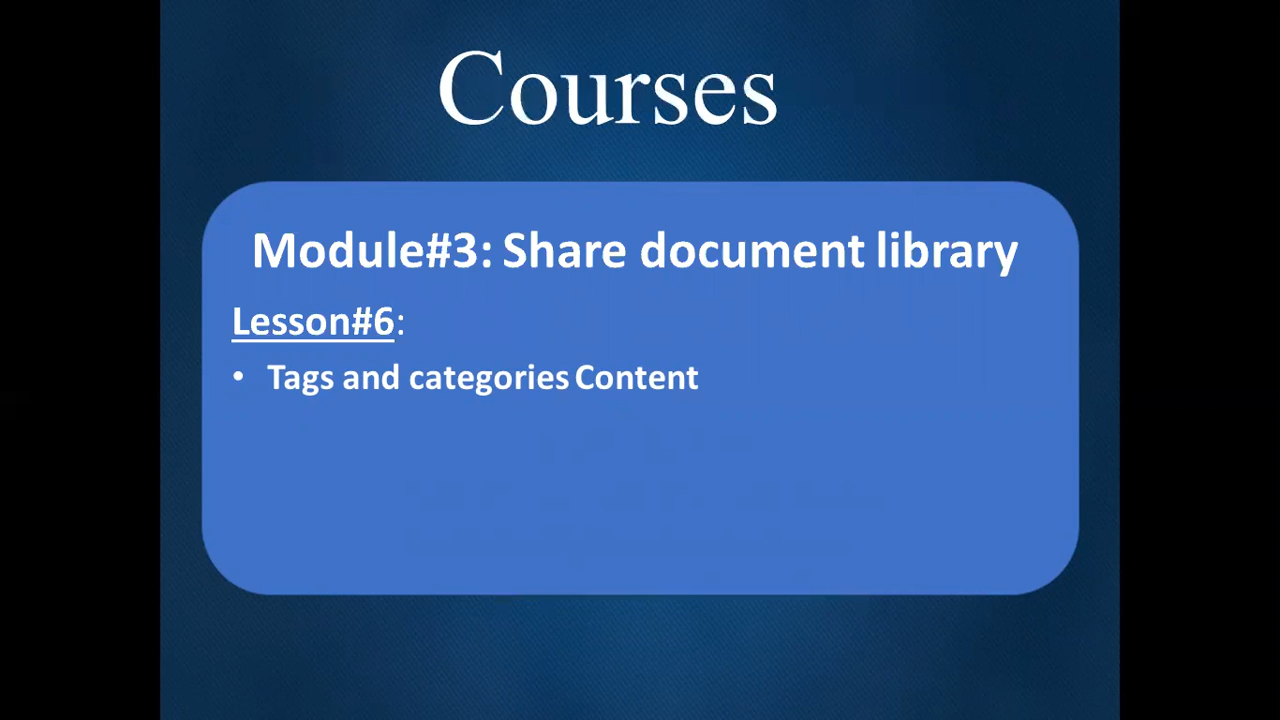 Courses
Module#3: Share document library
Lesson#6:
• Tags and categories Content